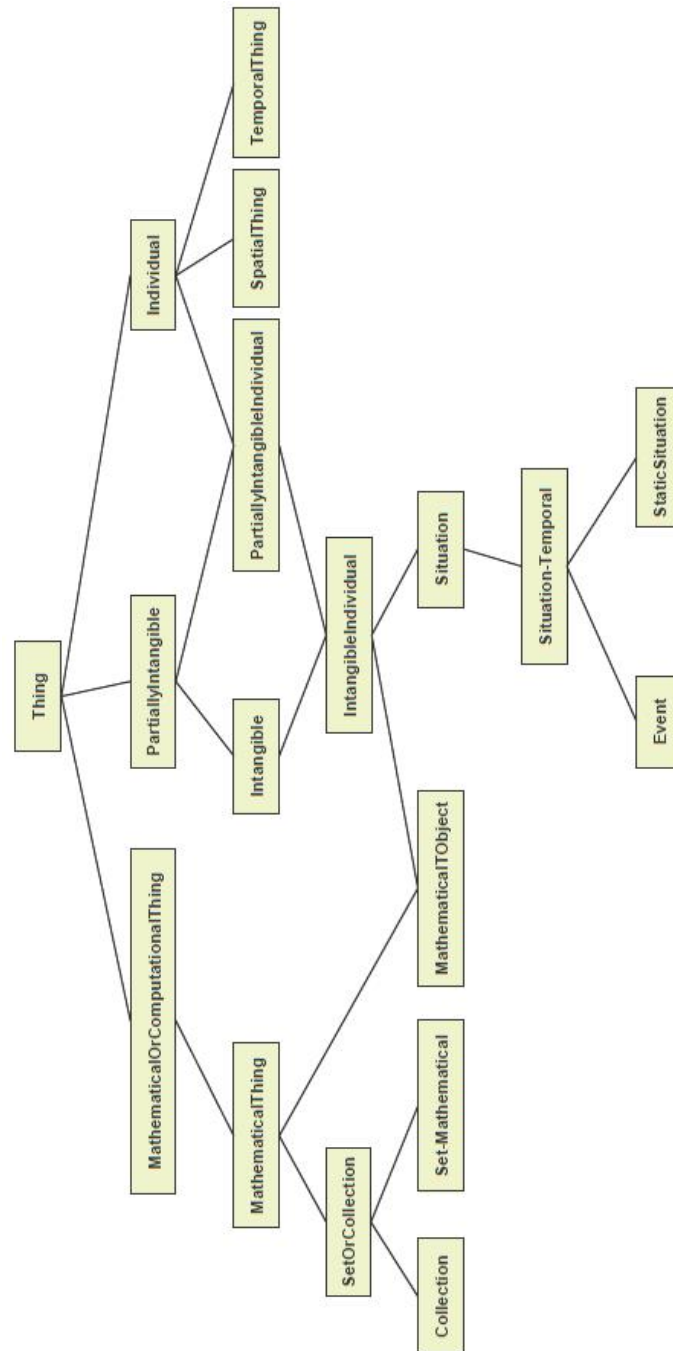 Thing
MathematicalOrComputationalThing
PartiallyIntangible
Individual
MathematicalThing
Intangible
PartiallyIntangibleIndividual
SpatialThing
TemporalThing
SetOrCollection
IntangibleIndividual
Collection
Set-Mathematical
MathematicalTObject
Situation
Situation-Temporal
Event
StaticSituation